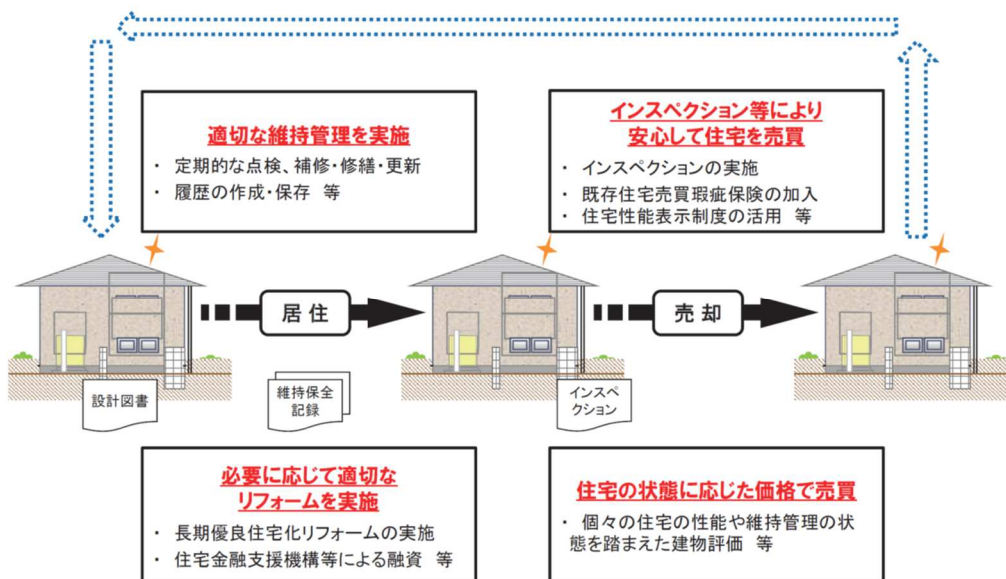 適切な維持管理を実施
・ 定期的な点検、補修・修繕・更新
・ 履歴の作成・保存 等
インスペクション等により
安心して住宅を売買
・ インスペクションの実施
・ 既存住宅売買瑕疵保険の加入
・ 住宅性能表示制度の活用 等
居 住
売 却
設計図書
維持保全
記録
インスペ
クション
必要に応じて適切な
リフォームを実施
・ 長期優良住宅化リフォームの実施
・ 住宅金融支援機構等による融資 等
住宅の状態に応じた価格で売買
・ 個々の住宅の性能や維持管理の状
態を踏まえた建物評価 等